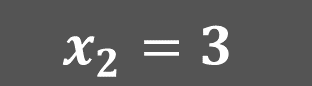 x₂ = 3